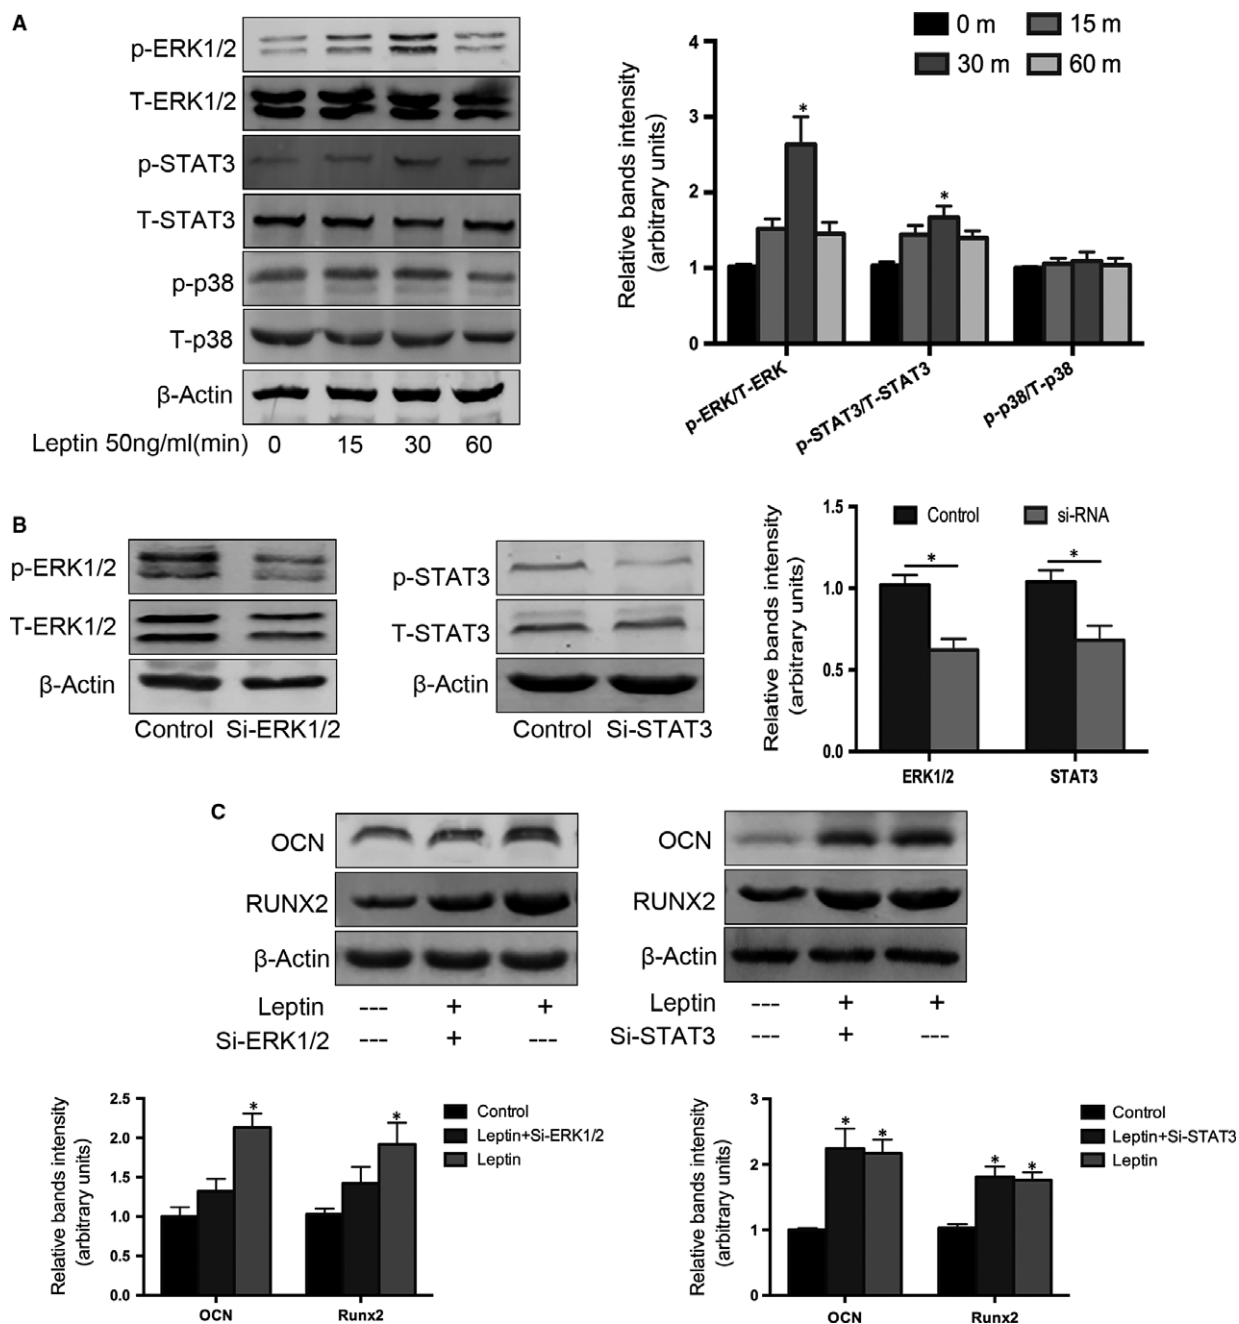 A
p-ERK1/2
T-ERK1/2
p-STAT3
T-STAT3
p-p38
T-p38
β-Actin
Leptin 50ng/ml(min) 0 15 30 60
0 m 15 m
30 m 60 m
Relative bands intensity
(arbitrary units)
4
3
2
1
0
*
*
p-ERK/T-ERK
p-STAT3/T-STAT3
p-p38/T-p38
B
p-ERK1/2
T-ERK1/2
β-Actin
Control Si-ERK1/2
p-STAT3
T-STAT3
β-Actin
Control Si-STAT3
Relative bands intensity
(arbitrary units)
1.5
1.0
0.5
0.0
Control si-RNA
*
*
ERK1/2 STAT3
C
OCN
RUNX2
β-Actin
Leptin --- + +
Si-ERK1/2 --- + ---
OCN
RUNX2
β-Actin
Leptin --- + +
Si-STAT3 --- + ---
Relative bands intensity
(arbitrary units)
2.5
2.0
1.5
1.0
0.5
0.0
*
*
OCN Runx2
Control
Leptin+Si-ERK1/2
Leptin
Relative bands intensity
(arbitrary units)
3
2
1
0
* *
* *
OCN Runx2
Control
Leptin+Si-STAT3
Leptin